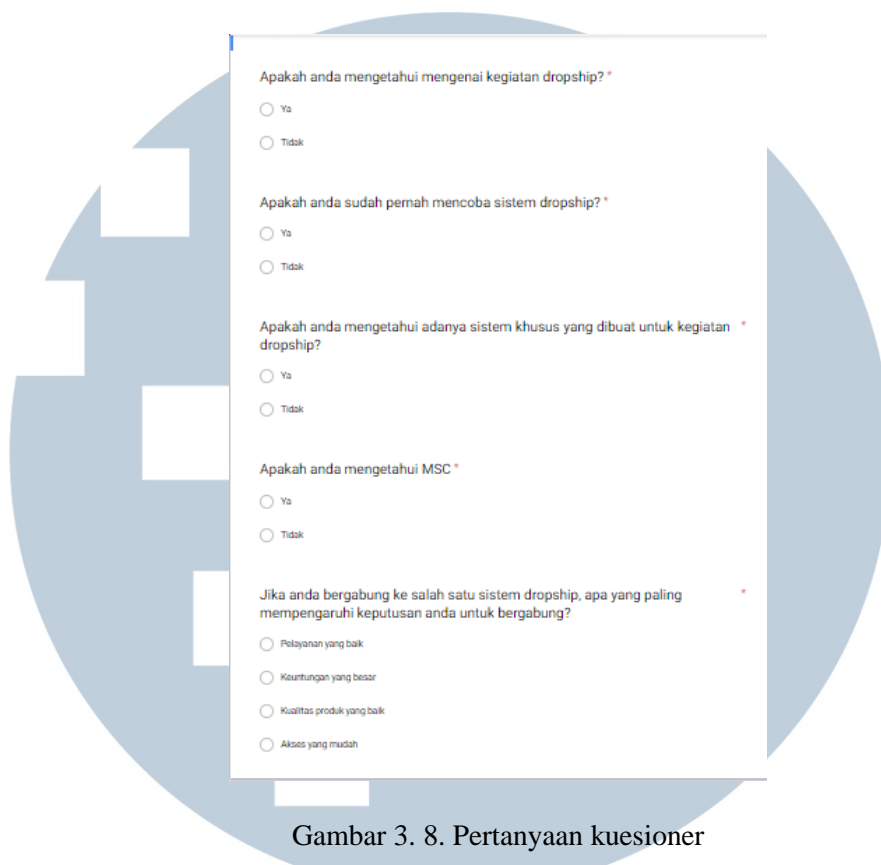 Apakah anda mengetahui mengenai kegiatan dropship? *
Ya
Tidak
Apakah anda sudah pernah mencoba sistem dropship? *
Ya
Tidak
Apakah anda mengetahui adanya sistem khusus yang dibuat untuk kegiatan *
dropship?
Ya
Tidak
Apakah anda mengetahui MSC *
Ya
Tidak
Jika anda bergabung ke salah satu sistem dropship, apa yang paling *
mempengaruhi keputusan anda untuk bergabung?
Pelayanan yang baik
Keuntungan yang besar
Kualitas produk yang baik
Akses yang mudah
Gambar 3. 8. Pertanyaan kuesioner